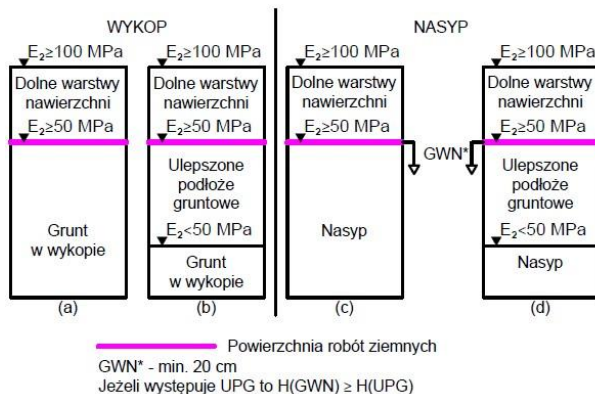 WYKOP
NASYP
E₂≥100 MPa
Dolne warstwy
nawierzchni
E₂≥50 MPa
Grunt
w wykopie
(a)
E₂≥100 MPa
Dolne warstwy
nawierzchni
E₂≥50 MPa
Ulepszone
podłoże
gruntowe
E₂<50 MPa
Grunt
w wykopie
(b)
E₂≥100 MPa
Dolne warstwy
nawierzchni
E₂≥50 MPa
Nasyp
(c)
GWN*
E₂≥100 MPa
Dolne warstwy
nawierzchni
E₂≥50 MPa
Ulepszone
podłoże
gruntowe
E₂<50 MPa
Nasyp
(d)
Powierzchnia robót ziemnych
GWN* - min. 20 cm
Jeżeli występuje UPG to H(GWN) ≥ H(UPG)